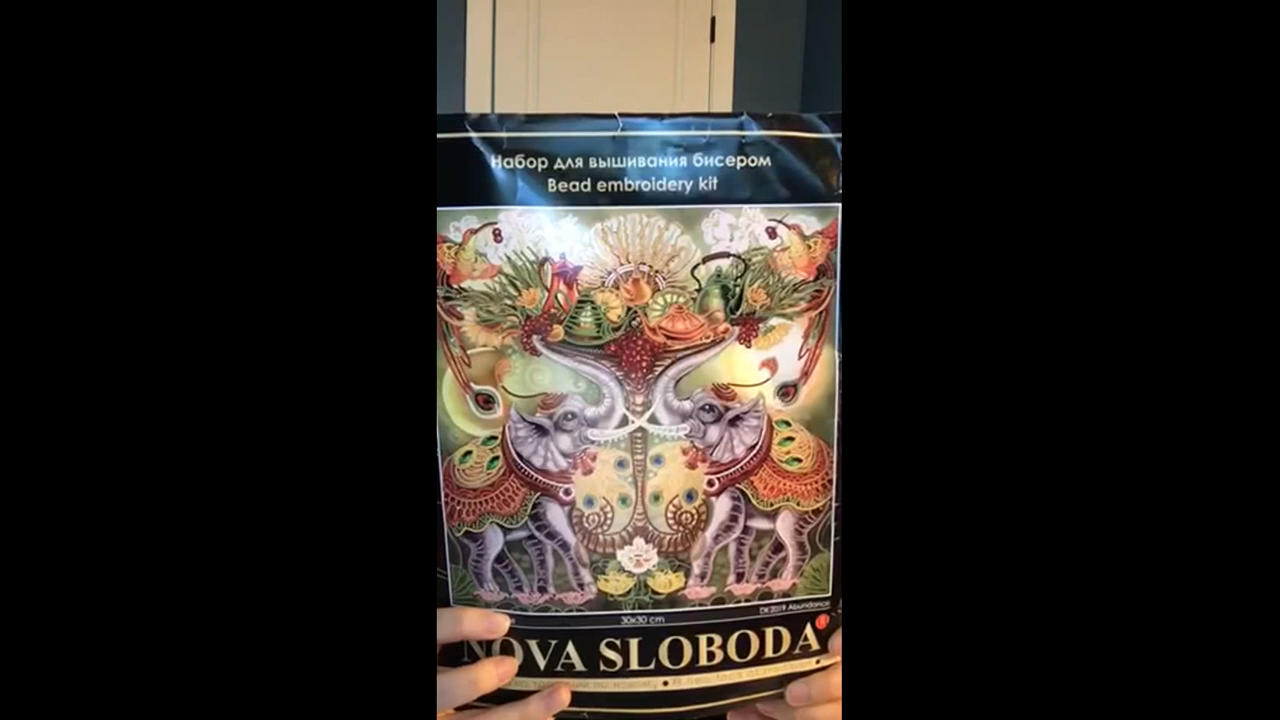 Набор для вышивания бисером
Bead embroidery kit
30x30 cm
DK2019 Abundance
NOVA SLOBODA